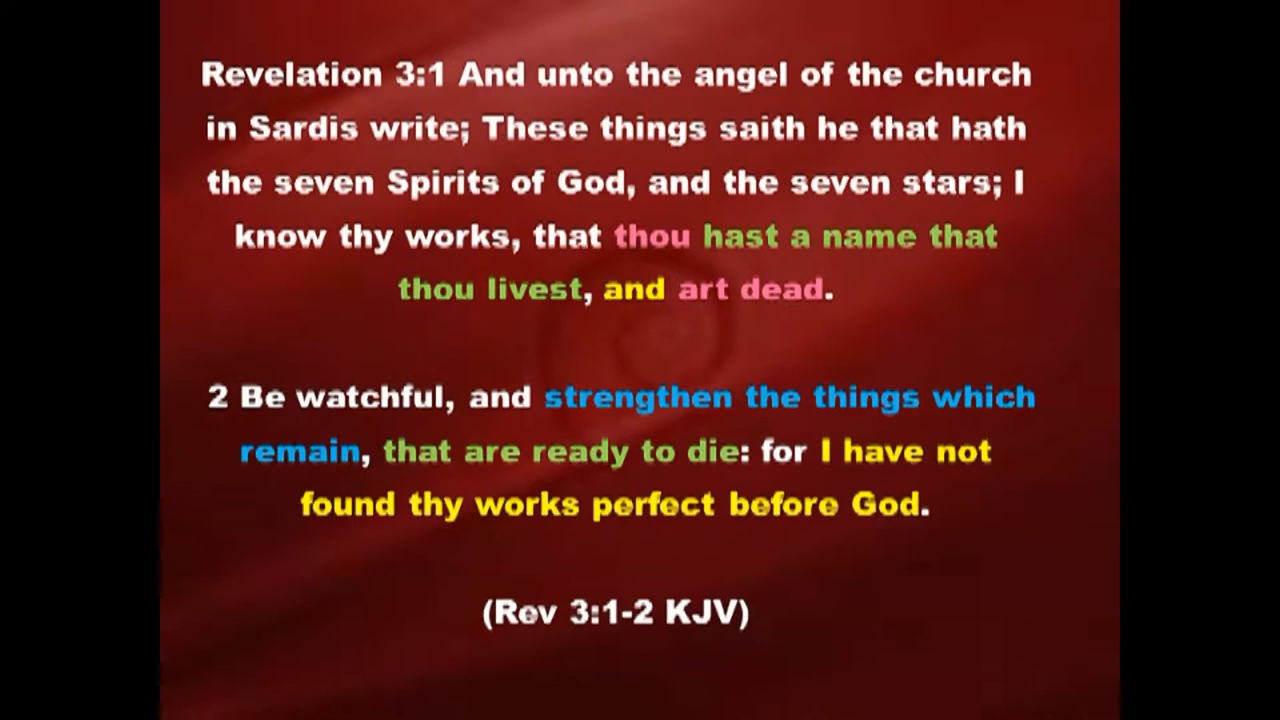 Revelation 3:1 And unto the angel of the church
in Sardis write; These things saith he that hath
the seven Spirits of God, and the seven stars; I
know thy works, that thou hast a name that
thou livest, and art dead.
2 Be watchful, and strengthen the things which
remain, that are ready to die: for I have not
found thy works perfect before God.
(Rev 3:1-2 KJV)